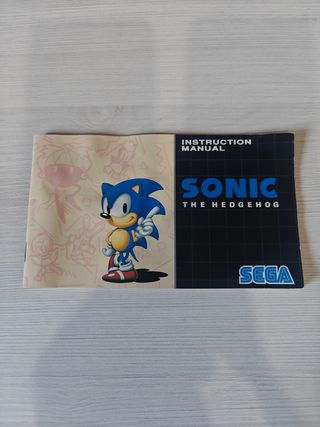 INSTRUCTION
MANUAL
SONIC
THE HEDGEHOG
SEGA